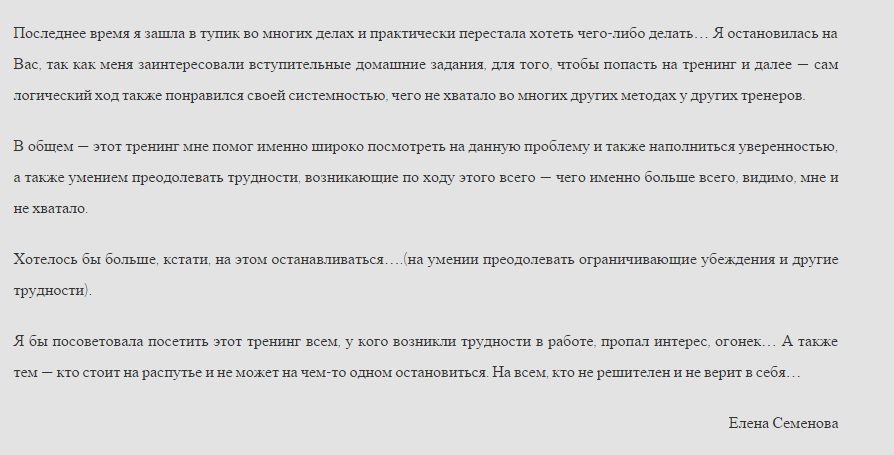 Последнее время я зашла в тупик во многих делах и практически перестала хотеть чего-либо делать… Я остановилась на
Вас, так как меня заинтересовали вступительные домашние задания, для того, чтобы попасть на тренинг и далее — сам
логический ход также понравился своей системностью, чего не хватало во многих других методах у других тренеров.
В общем — этот тренинг мне помог именно широко посмотреть на данную проблему и также наполниться уверенностью,
а также умением преодолевать трудности, возникающие по ходу этого всего — чего именно больше всего, видимо, мне и
не хватало.
Хотелось бы больше, кстати, на этом останавливаться….(на умении преодолевать ограничивающие убеждения и другие
трудности).
Я бы посоветовала посетить этот тренинг всем, у кого возникли трудности в работе, пропал интерес, огонек… А также
тем — кто стоит на распутье и не может на чем-то одном остановиться. На всем, кто не решителен и не верит в себя…
Елена Семенова